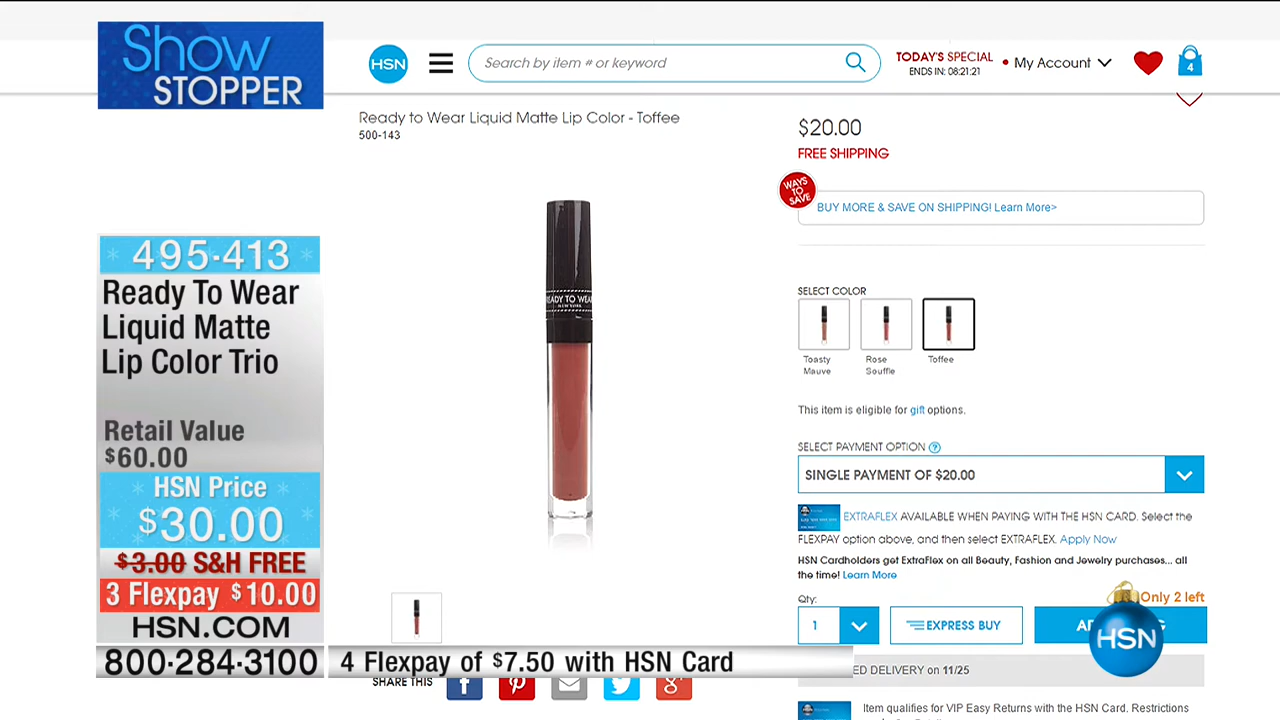 Show
STOPPER
HSN
Search by item # or keyword
TODAY'S SPECIAL
ENDS IN: 08:21:21
My Account
4
Ready to Wear Liquid Matte Lip Color - Toffee
500-143
$20.00
FREE SHIPPING
WAYS
TO
SAVE
BUY MORE & SAVE ON SHIPPING! Learn More>
495·413
Ready To Wear
Liquid Matte
Lip Color Trio
Retail Value
$60.00
HSN Price
$30.00
$3.00 S&H FREE
3 Flexpay $10.00
HSN.COM
800·284·3100
4 Flexpay of $7.50 with HSN Card
READY TO WEAR
SELECT COLOR
Toasty
Mauve
Rose
Souffle
Toffee
This item is eligible for gift options.
SELECT PAYMENT OPTION ?
SINGLE PAYMENT OF $20.00
EXTRAFLEX AVAILABLE WHEN PAYING WITH THE HSN CARD. Select the
FLEXPAY option above, and then select EXTRAFLEX. Apply Now
HSN Cardholders get ExtraFlex on all Beauty, Fashion and Jewelry purchases... all
the time! Learn More
Qty:
Only 2 left
1
EXPRESS BUY
HSN
ED DELIVERY on 11/25
SHARE THIS
Item qualifies for VIP Easy Returns with the HSN Card. Restrictions